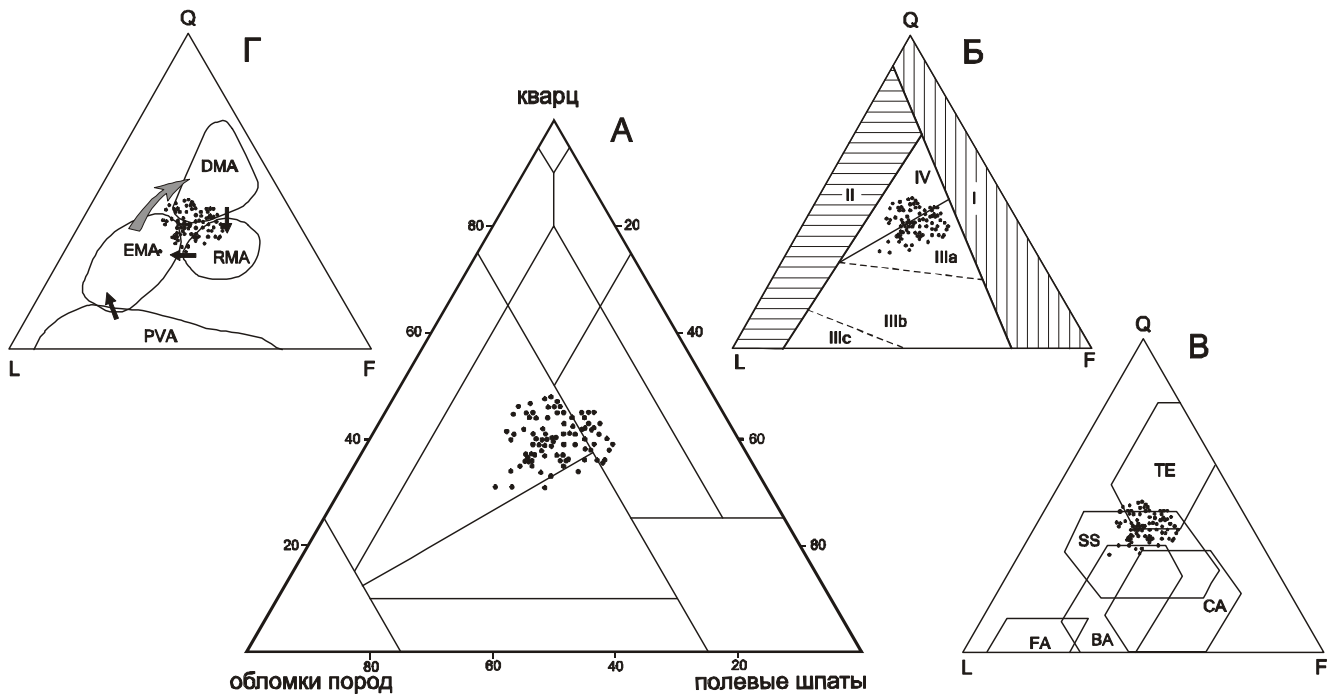 Q
Г
DMA
EMA
RMA
PVA
L
F
кварц
А
80
20
60
40
40
60
20
80
80
60
40
20
обломки пород
полевые шпаты
Q
Б
IV
II
I
IIIa
IIIb
IIIc
L
F
Q
В
TE
SS
CA
FA
BA
L
F